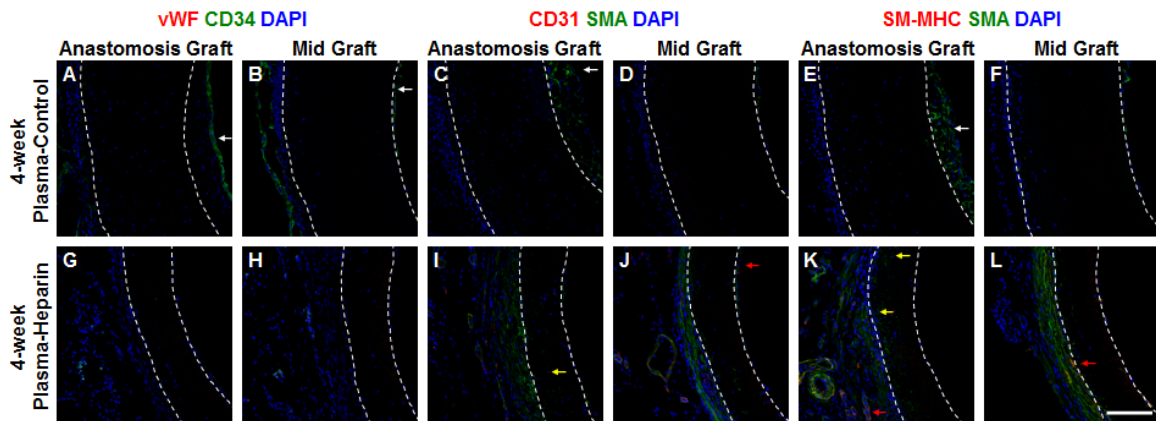 vWF CD34 DAPI CD31 SMA DAPI SM-MHC SMA DAPI
Anastomosis Graft Mid Graft Anastomosis Graft Mid Graft Anastomosis Graft Mid Graft
4-week
Plasma-Control
A B C D E F
4-week
Plasma-Heparin
G H I J K L